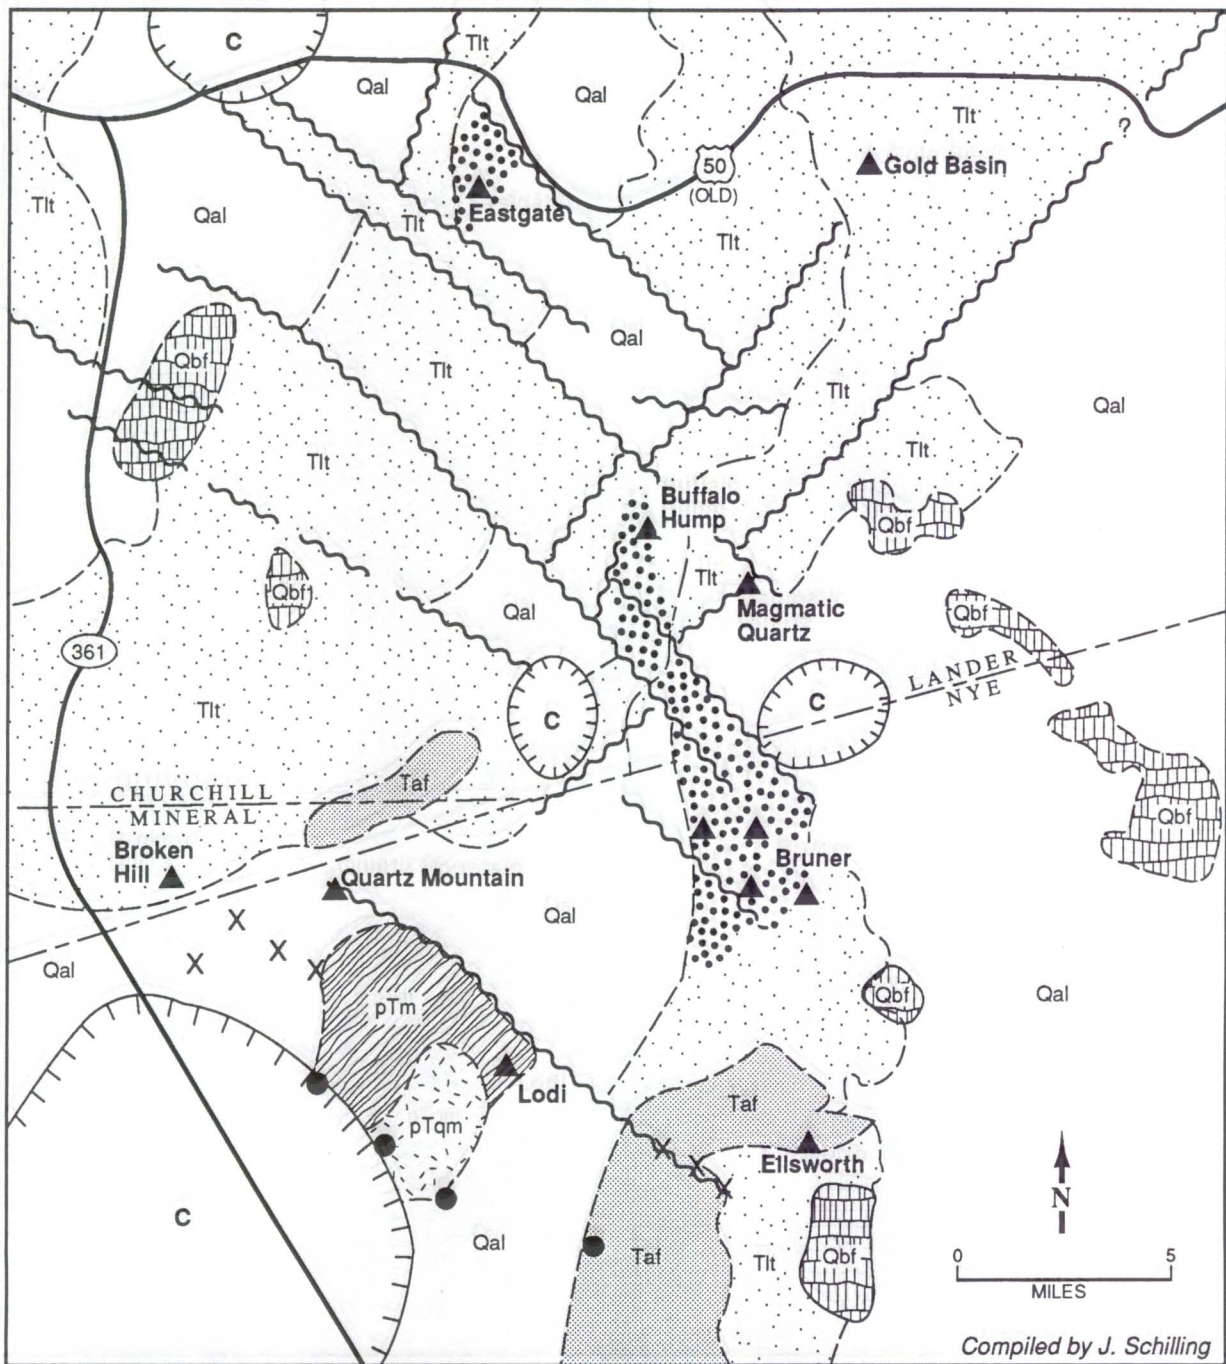 C
Tlt
Qal
Qal
Tlt
?
50
(OLD)
Gold Basin
Tlt
Qal
Eastgate
Tlt
Tlt
Qal
Qbf
Tlt
Tlt
Qal
Tlt
Tlt
Buffalo
Hump
Qbf
Qbf
Tlt
Qal
Magmatic
Quartz
Qbf
361
LANDER
NYE
Tlt
C
C
Taf
CHURCHILL
MINERAL
Qbf
Broken
Hill
Bruner
Quartz Mountain
Qal
X
X
X
X
Qal
Qbf
Qal
pTm
Lodi
Taf
pTqm
X
X
X
Ellsworth
N
C
Qal
Taf
Tlt
Qbf
0 5
MILES
Compiled by J. Schilling